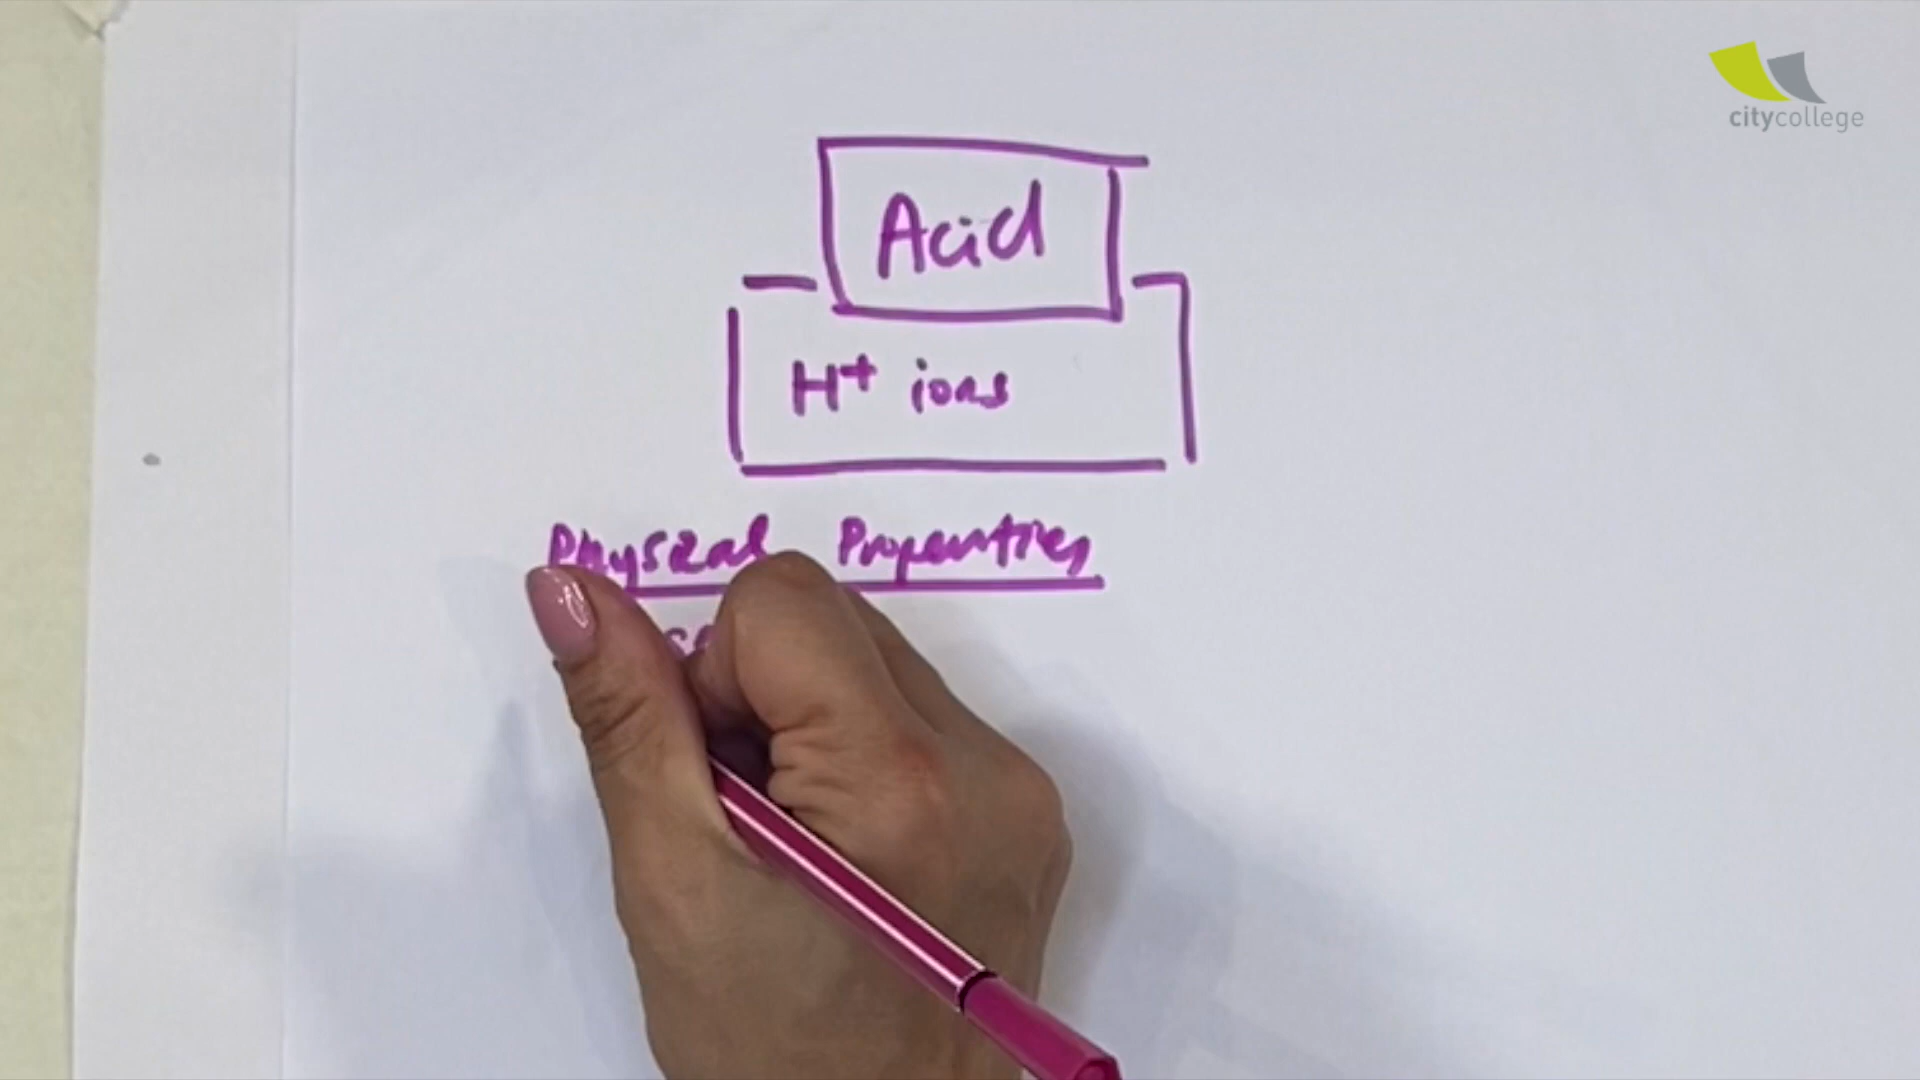 citycollege
Acid
H+ ions
Physical Properties